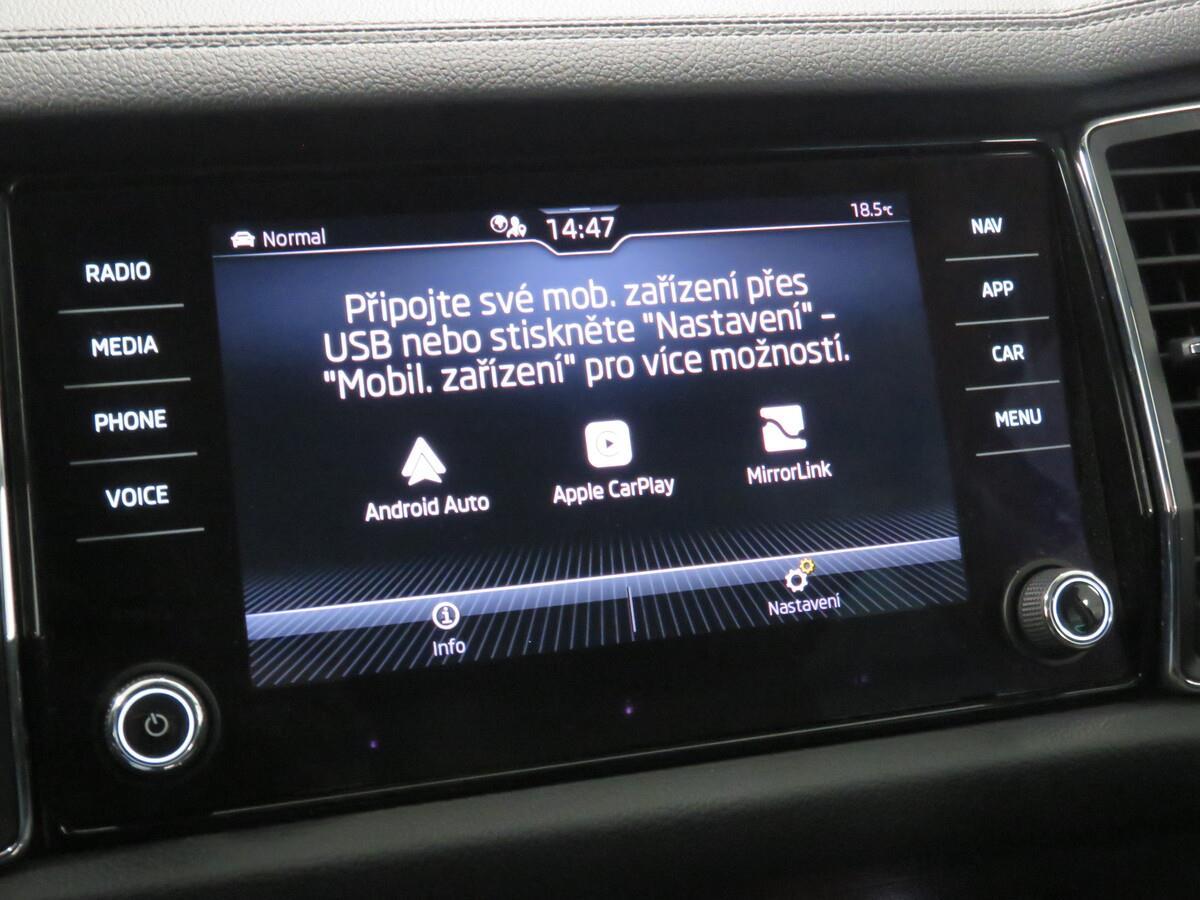 Normal
14:47
18.5°C
RADIO
MEDIA
PHONE
VOICE
Připojte své mob. zařízení přes
USB nebo stiskněte "Nastavení" -
"Mobil. zařízení" pro více možností.
Android Auto
Apple CarPlay
MirrorLink
Info
Nastavení
NAV
APP
CAR
MENU